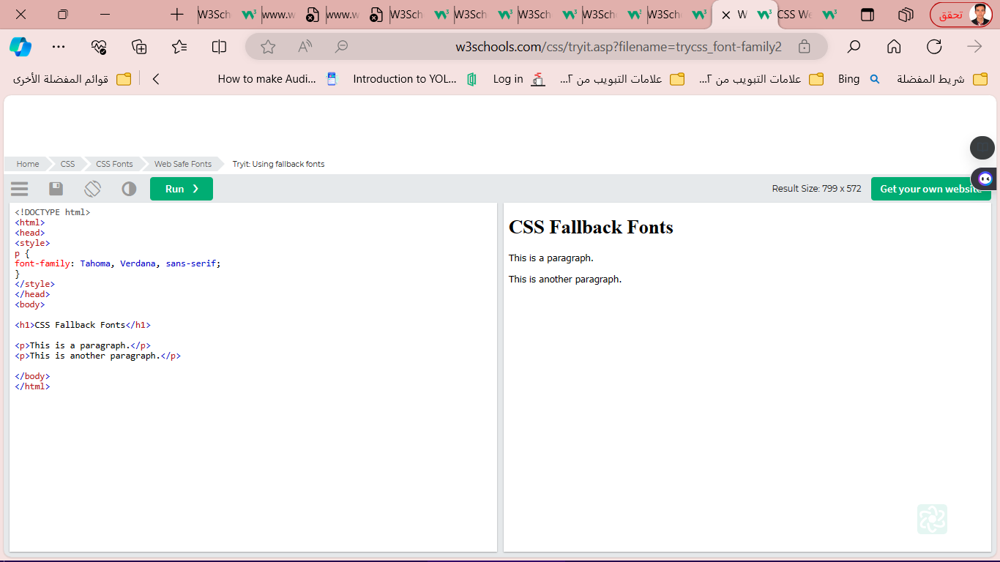 W3Sch
www.w
www.w
W3Sch
W3Sch
W3Sch
W3Sch
W3Sch
W
CSS We
تحقق
w3schools.com/css/tryit.asp?filename=trycss_font-family2
قوائم المفضلة الأخرى
How to make Audi...
Introduction to YOL...
Log in
علامات التبويب من ٢...
علامات التبويب من ٢...
Bing
شريط المفضلة
Home
CSS
CSS Fonts
Web Safe Fonts
Tryit: Using fallback fonts
Run ❯
Result Size: 799 x 572
Get your own website
<!DOCTYPE html>
<html>
<head>
<style>
p {
font-family: Tahoma, Verdana, sans-serif;
}
</style>
</head>
<body>
<h1>CSS Fallback Fonts</h1>
<p>This is a paragraph.</p>
<p>This is another paragraph.</p>
</body>
</html>
CSS Fallback Fonts
This is a paragraph.
This is another paragraph.